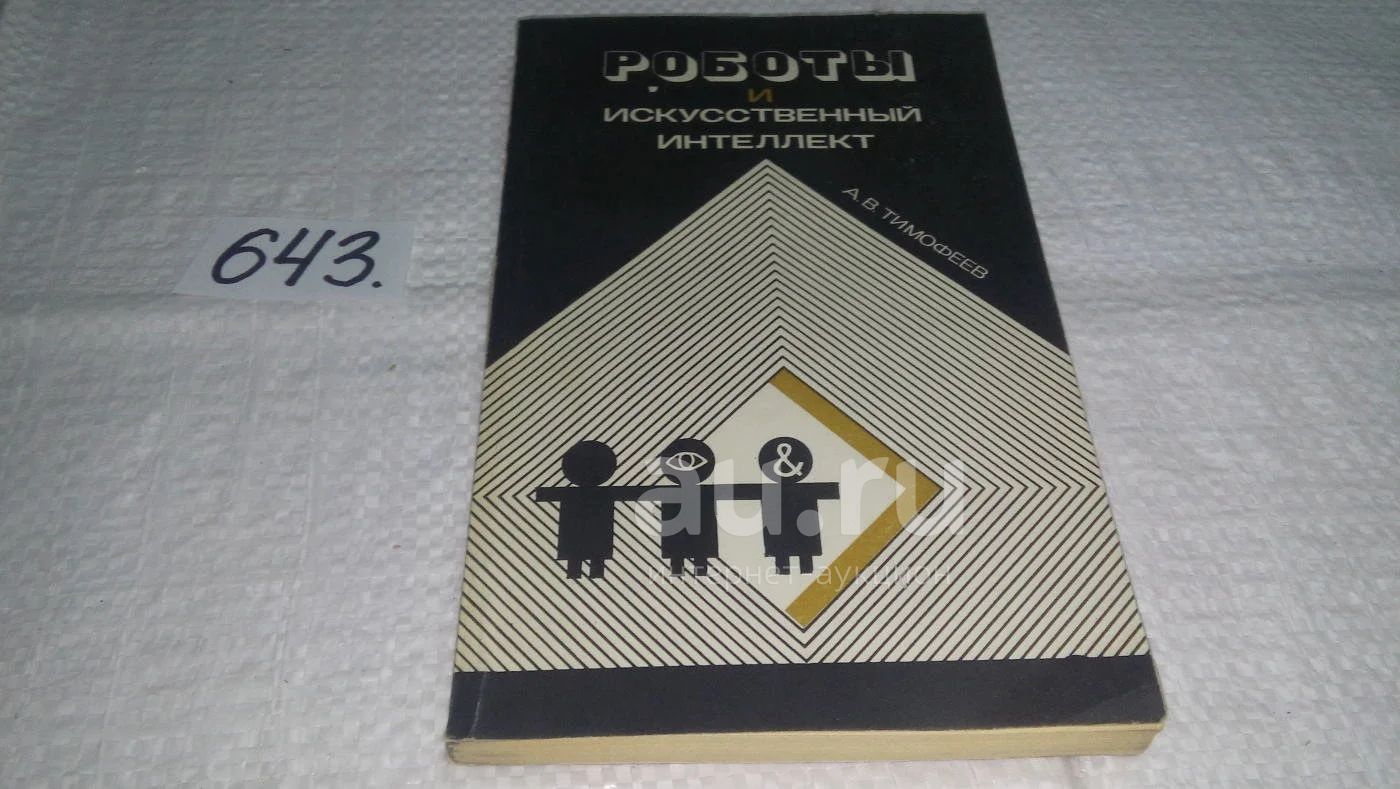 РОБОТЫ
И
ИСКУССТВЕННЫЙ
ИНТЕЛЛЕКТ
А.В. ТИМОФЕЕВ
643.
&
au.ru
интернет-аукцион